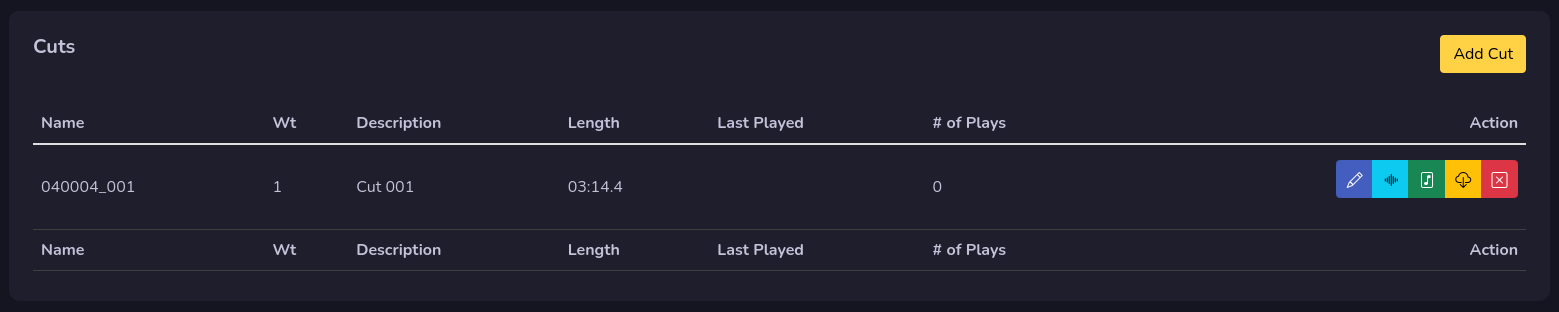 Cuts
Add Cut
Name Wt Description Length Last Played # of Plays Action
040004_001 1 Cut 001 03:14.4 0
Name Wt Description Length Last Played # of Plays Action